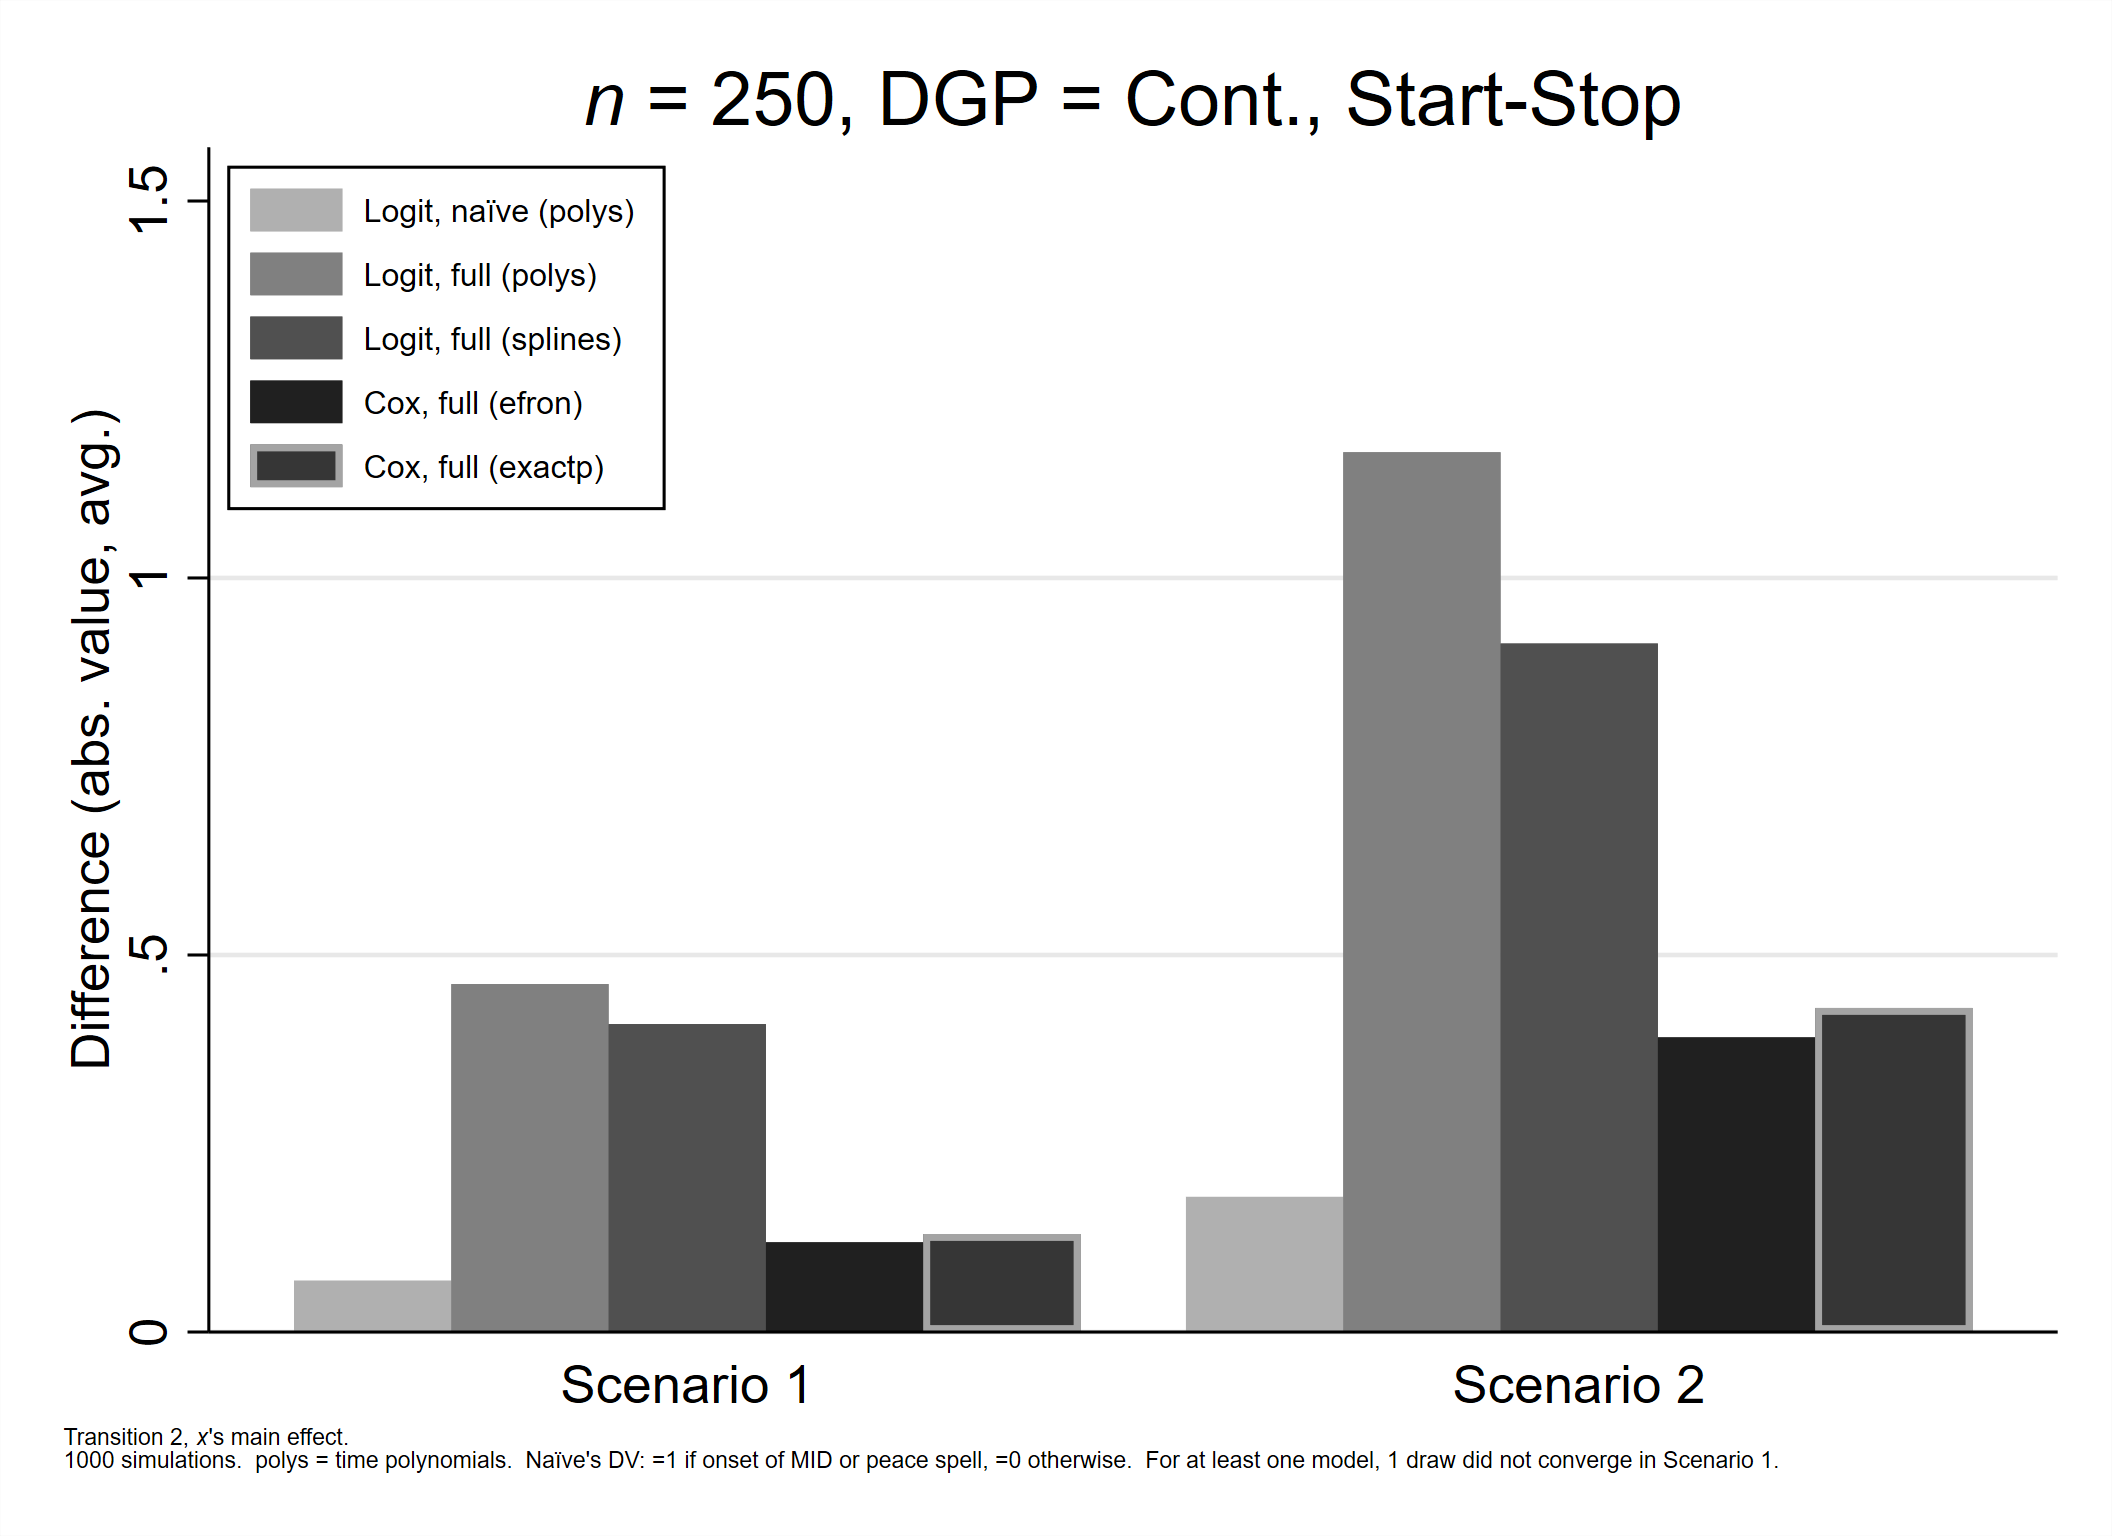 n = 250, DGP = Cont., Start-Stop
Logit, naïve (polys)
Logit, full (polys)
Logit, full (splines)
Cox, full (efron)
Cox, full (exactp)
Difference (abs. value, avg.)
1.5
1
.5
0
Scenario 1
Scenario 2
Transition 2, x's main effect.
1000 simulations.  polys = time polynomials.  Naïve's DV: =1 if onset of MID or peace spell, =0 otherwise.  For at least one model, 1 draw did not converge in Scenario 1.